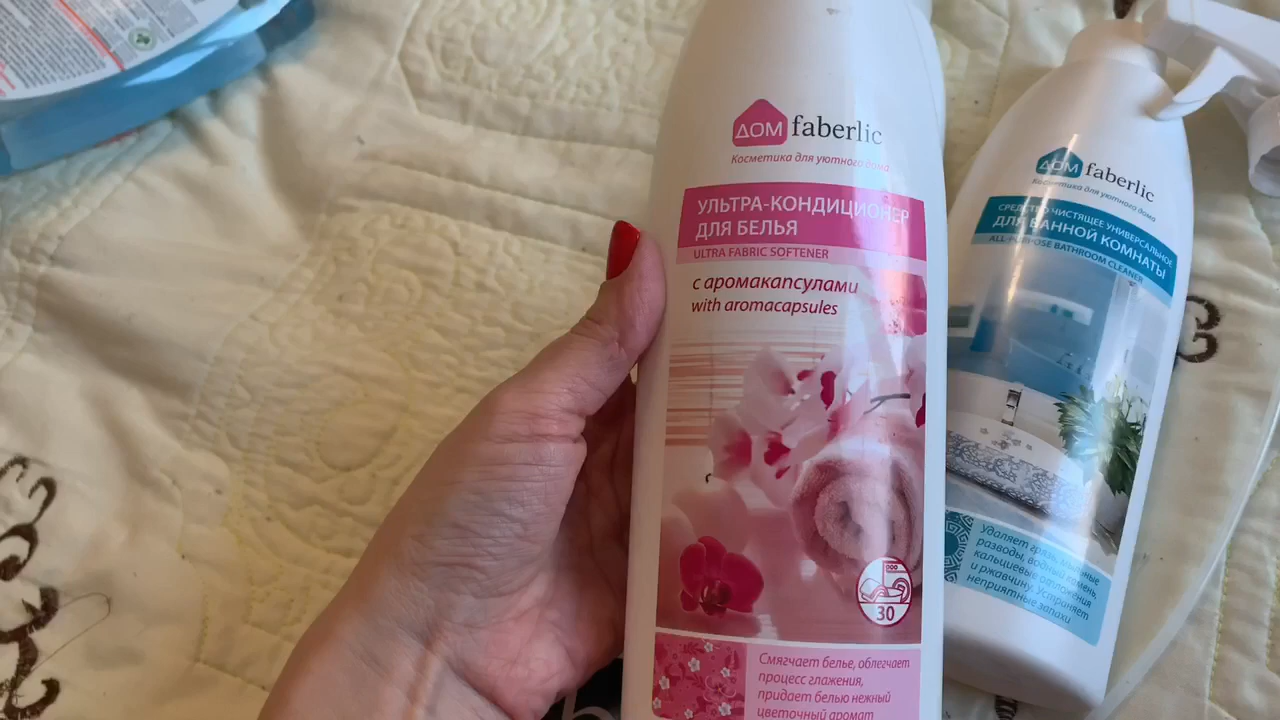 ДОМ faberlic
Косметика для уютного дома
УЛЬТРА-КОНДИЦИОНЕР
ДЛЯ БЕЛЬЯ
ULTRA FABRIC SOFTENER
с аромакапсулами
with aromacapsules
30
Смягчает белье, облегчает
процесс глажения,
придает белью нежный
цветочный аромат
ДОМ faberlic
Косметика для уютного дома
СРЕДСТВО ЧИСТЯЩЕЕ УНИВЕРСАЛЬНОЕ
ДЛЯ ВАННОЙ КОМНАТЫ
ALL-PURPOSE BATHROOM CLEANER
Удаляет грязь, мыльные
разводы, водный камень,
кальциевые отложения
и ржавчину. Устраняет
неприятные запахи